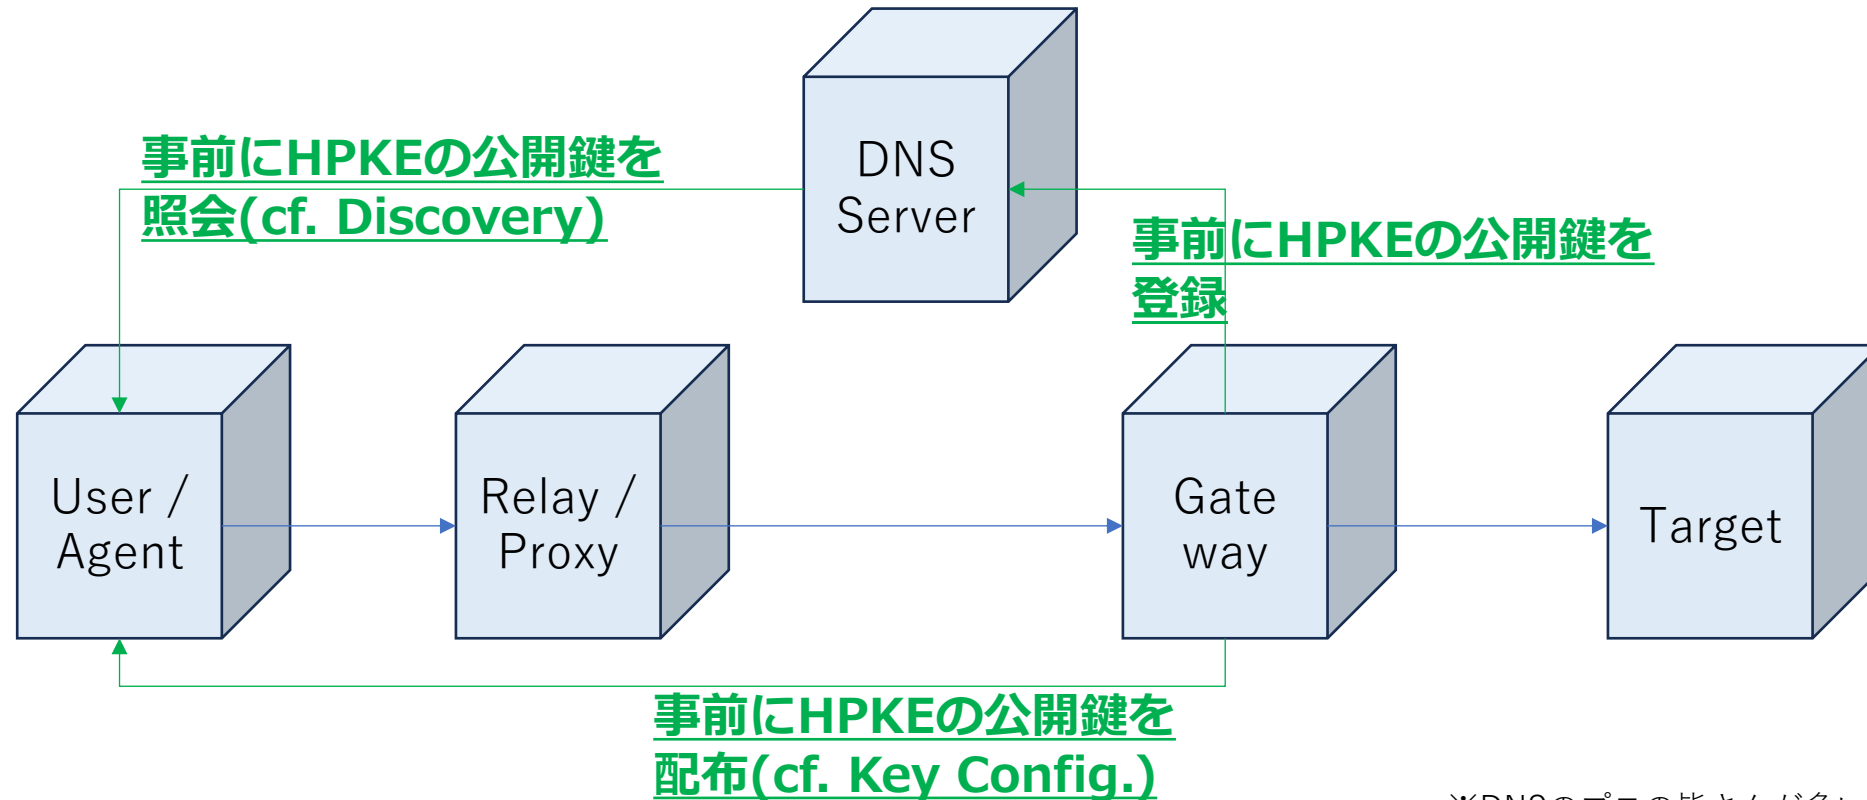 DNS
Server
事前にHPKEの公開鍵を
照会(cf. Discovery)
事前にHPKEの公開鍵を
登録
User /
Agent
Relay /
Proxy
Gate
way
Target
事前にHPKEの公開鍵を
配布(cf. Key Config.)